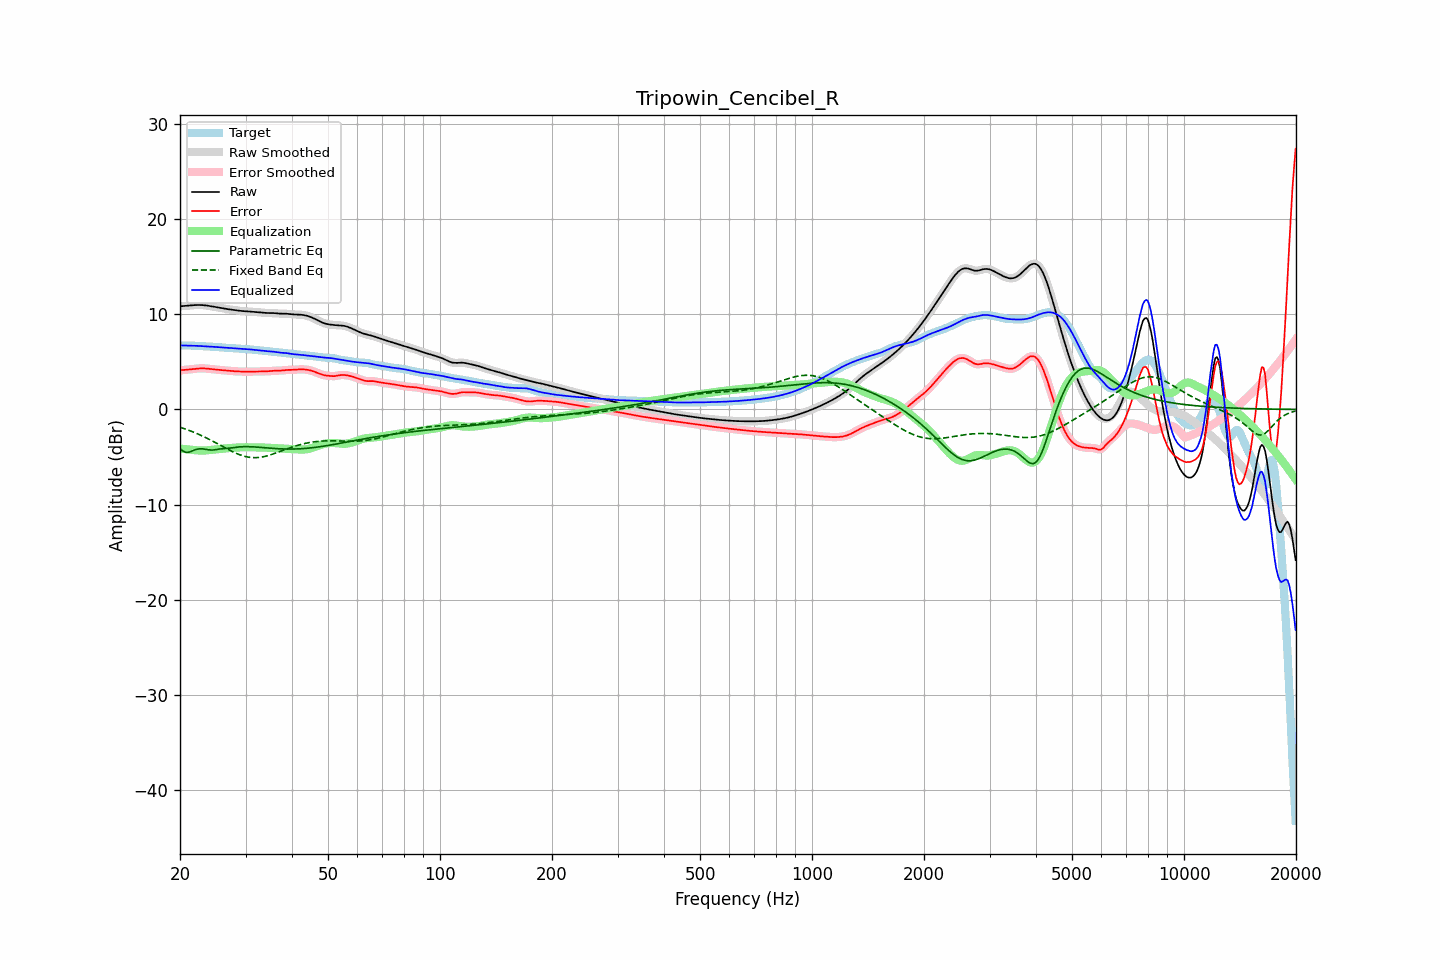 Tripowin_Cencibel_R
Target
Raw Smoothed
Error Smoothed
Raw
Error
Equalization
Parametric Eq
Fixed Band Eq
Equalized
30
20
10
0
−10
−20
−30
−40
Amplitude (dBr)
20
50
100
200
500
1000
2000
5000
10000
20000
Frequency (Hz)